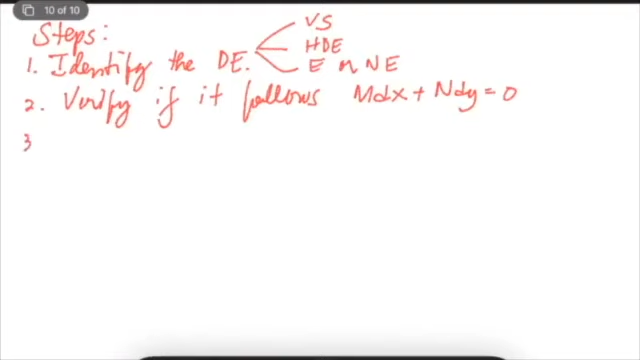 10 of 10
Steps:
VS
HDE
1. Identify the DE. E n NE
2. Verify if it follows Mdx + Ndy = 0
3